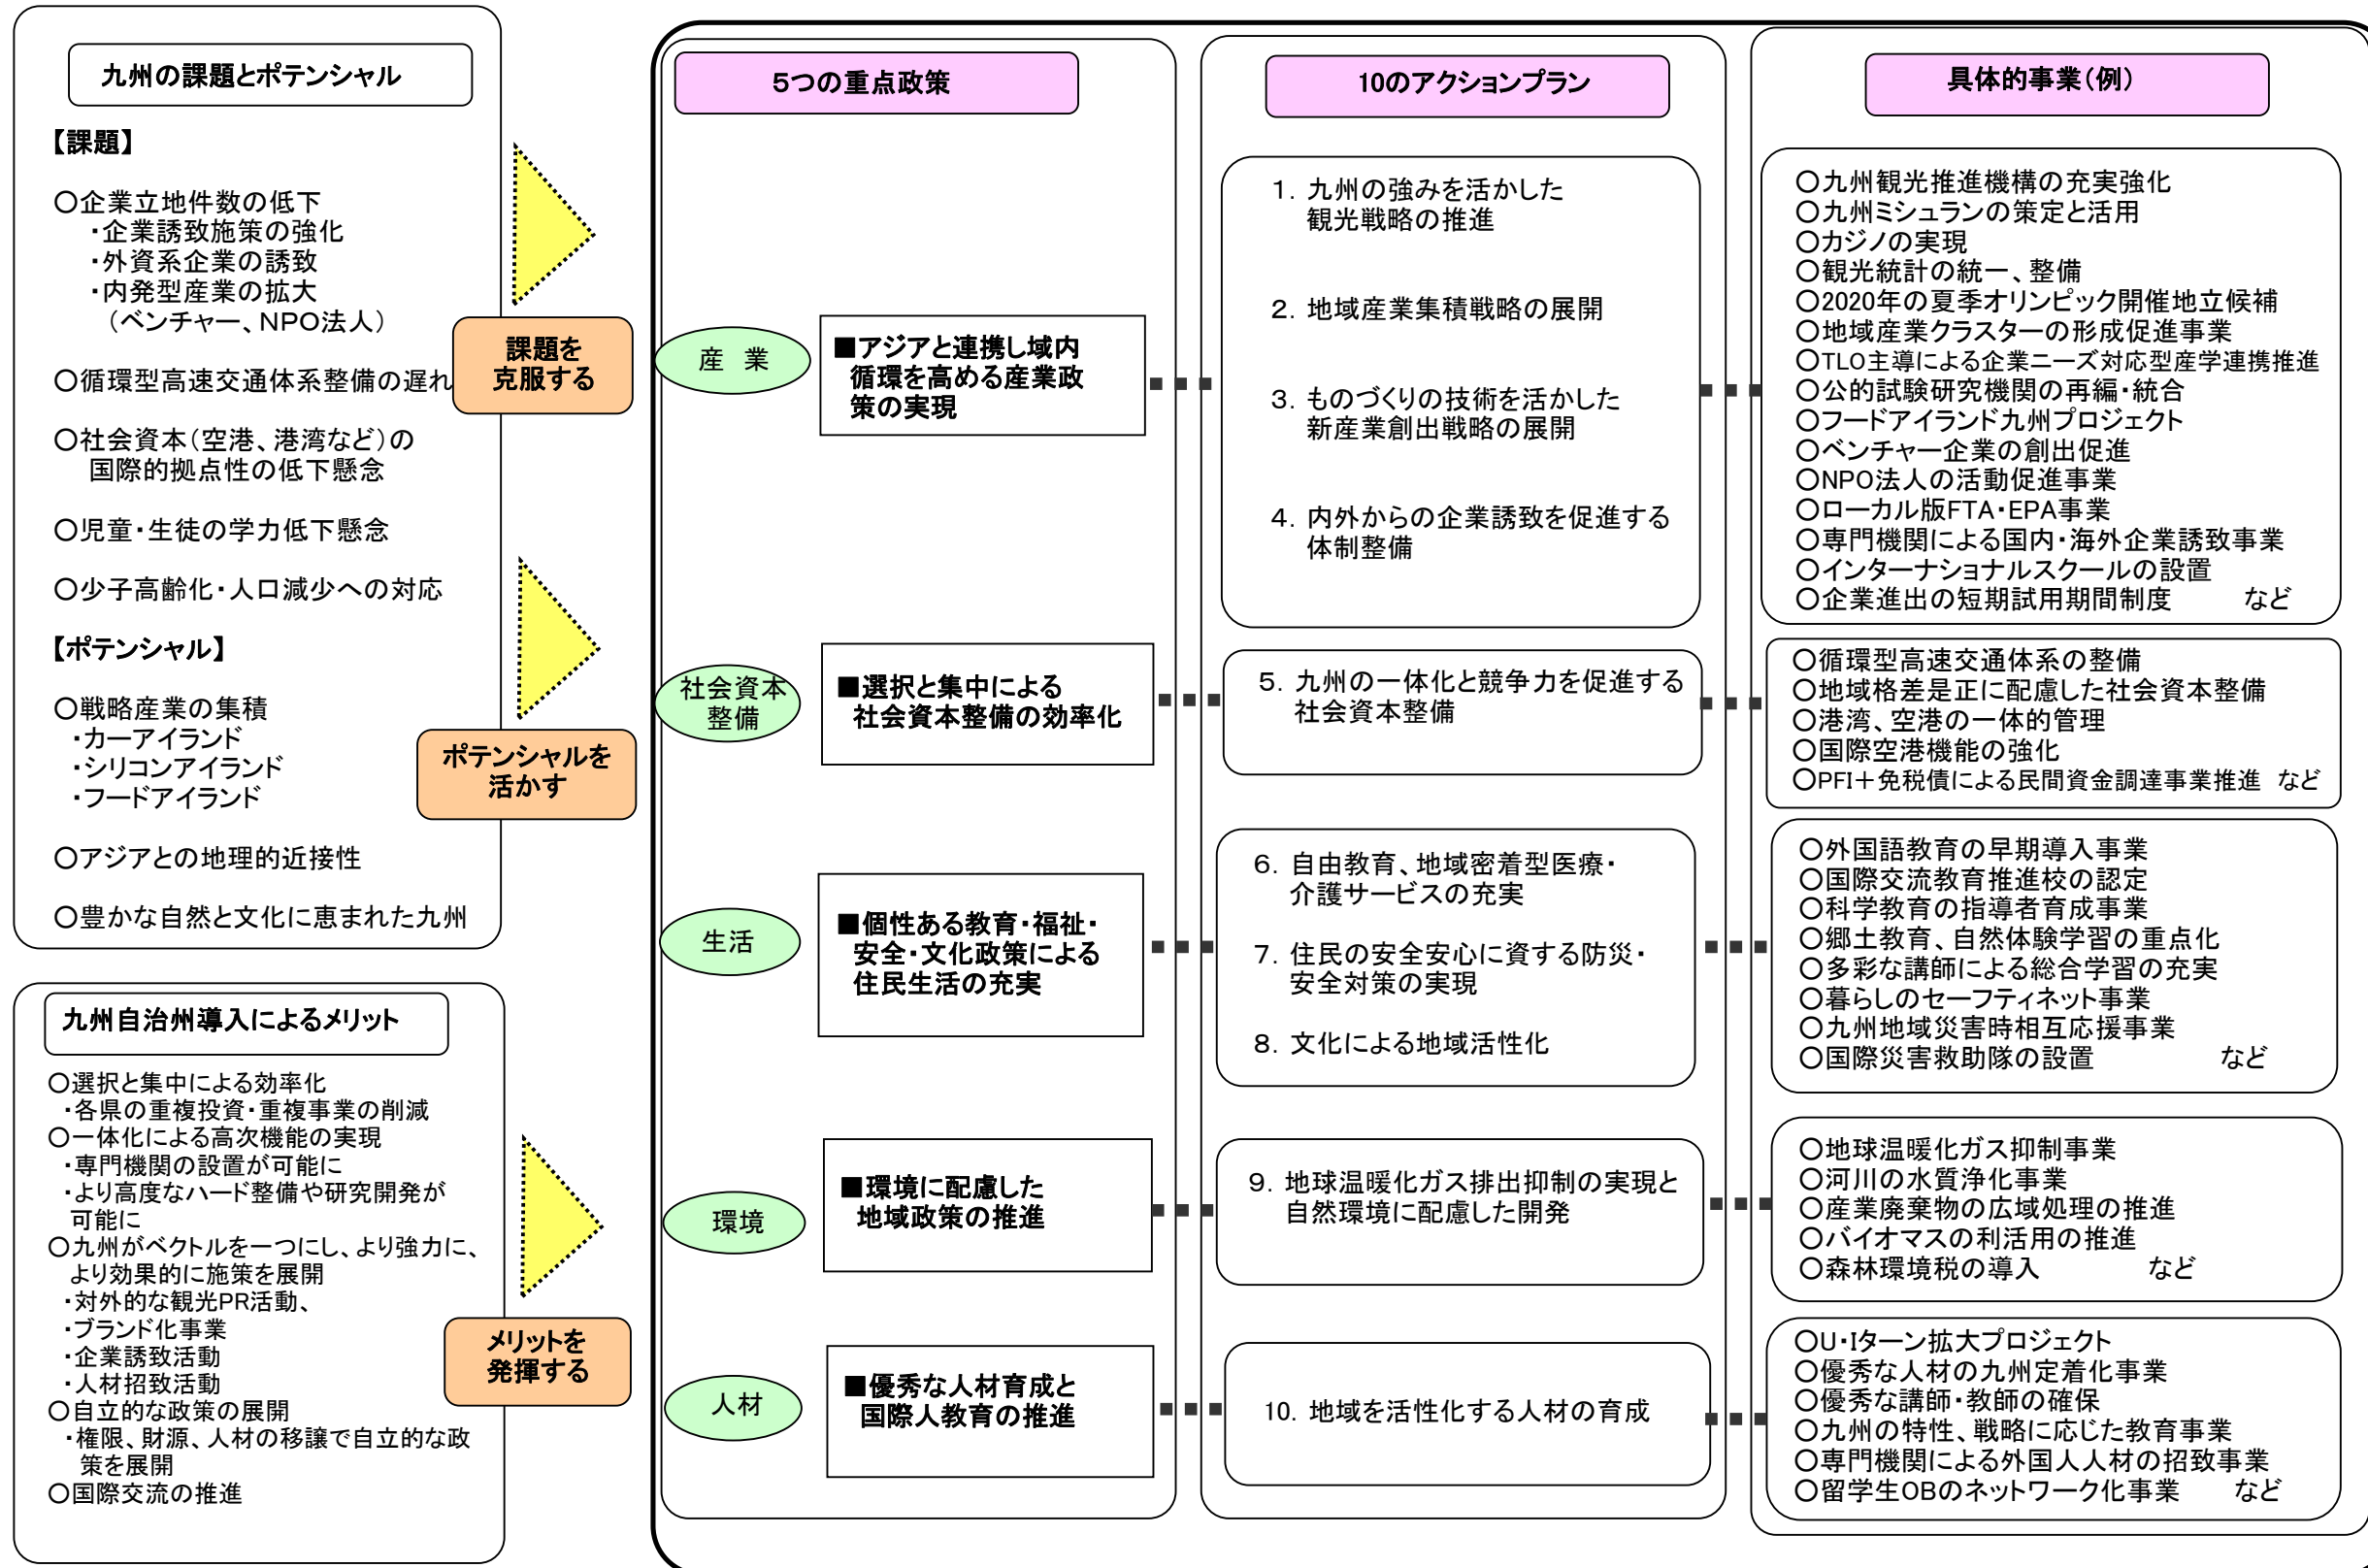 九州の課題とポテンシャル
【課題】
○企業立地件数の低下
・企業誘致施策の強化
・外資系企業の誘致
・内発型産業の拡大
（ベンチャー、NPO法人）
○循環型高速交通体系整備の遅れ
○社会資本（空港、港湾など）の
国際的拠点性の低下懸念
○児童・生徒の学力低下懸念
○少子高齢化・人口減少への対応
【ポテンシャル】
○戦略産業の集積
・カーアイランド
・シリコンアイランド
・フードアイランド
○アジアとの地理的近接性
○豊かな自然と文化に恵まれた九州
九州自治州導入によるメリット
○選択と集中による効率化
・各県の重複投資・重複事業の削減
○一体化による高次機能の実現
・専門機関の設置が可能に
・より高度なハード整備や研究開発が
可能に
○九州がベクトルを一つにし、より強力に、
より効果的に施策を展開
・対外的な観光PR活動、
・ブランド化事業
・企業誘致活動
・人材招致活動
○自立的な政策の展開
・権限、財源、人材の移譲で自立的な政
策を展開
○国際交流の推進
課題を
克服する
ポテンシャルを
活かす
メリットを
発揮する
5つの重点政策
産　業
■アジアと連携し域内
循環を高める産業政
策の実現
社会資本
整備
■選択と集中による
社会資本整備の効率化
生活
■個性ある教育・福祉・
安全・文化政策による
住民生活の充実
環境
■環境に配慮した
地域政策の推進
人材
■優秀な人材育成と
国際人教育の推進
10のアクションプラン
1．九州の強みを活かした
観光戦略の推進
2．地域産業集積戦略の展開
3．ものづくりの技術を活かした
新産業創出戦略の展開
4．内外からの企業誘致を促進する
体制整備
5．九州の一体化と競争力を促進する
社会資本整備
6．自由教育、地域密着型医療・
介護サービスの充実
7．住民の安全安心に資する防災・
安全対策の実現
8．文化による地域活性化
9．地球温暖化ガス排出抑制の実現と
自然環境に配慮した開発
10．地域を活性化する人材の育成
具体的事業（例）
○九州観光推進機構の充実強化
○九州ミシュランの策定と活用
○カジノの実現
○観光統計の統一、整備
○2020年の夏季オリンピック開催地立候補
○地域産業クラスターの形成促進事業
○TLO主導による企業ニーズ対応型産学連携推進
○公的試験研究機関の再編・統合
○フードアイランド九州プロジェクト
○ベンチャー企業の創出促進
○NPO法人の活動促進事業
○ローカル版FTA・EPA事業
○専門機関による国内・海外企業誘致事業
○インターナショナルスクールの設置
○企業進出の短期試用期間制度　　など
○循環型高速交通体系の整備
○地域格差是正に配慮した社会資本整備
○港湾、空港の一体的管理
○国際空港機能の強化
○PFI＋免税債による民間資金調達事業推進　など
○外国語教育の早期導入事業
○国際交流教育推進校の認定
○科学教育の指導者育成事業
○郷土教育、自然体験学習の重点化
○多彩な講師による総合学習の充実
○暮らしのセーフティネット事業
○九州地域災害時相互応援事業
○国際災害救助隊の設置　　　　など
○地球温暖化ガス抑制事業
○河川の水質浄化事業
○産業廃棄物の広域処理の推進
○バイオマスの利活用の推進
○森林環境税の導入　　　　など
○U・Iターン拡大プロジェクト
○優秀な人材の九州定着化事業
○優秀な講師・教師の確保
○九州の特性、戦略に応じた教育事業
○専門機関による外国人人材の招致事業
○留学生OBのネットワーク化事業　　など